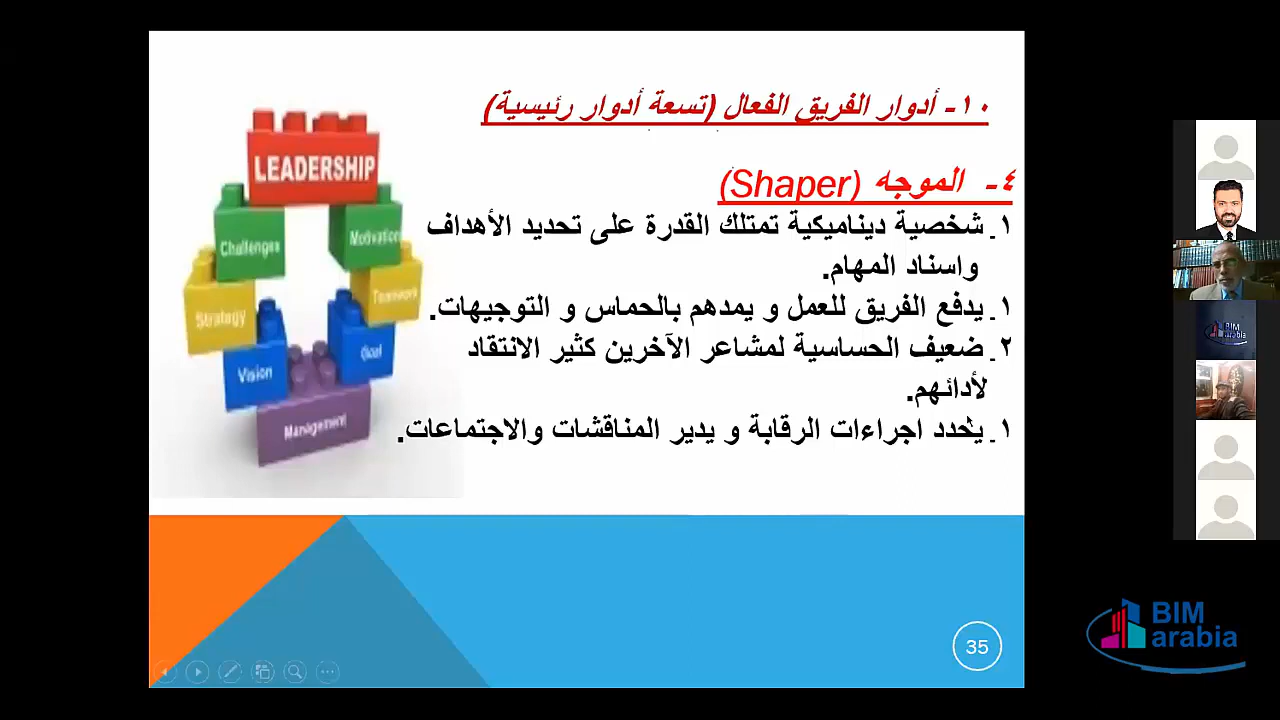 ١٠- أدوار الفريق الفعال (تسعة أدوار رئيسية)
٤- الموجه (Shaper)
١. شخصية ديناميكية تمتلك القدرة على تحديد الأهداف
واسناد المهام.
١. يدفع الفريق للعمل و يمدهم بالحماس و التوجيهات.
٢. ضعيف الحساسية لمشاعر الآخرين كثير الانتقاد
لأدائهم.
١. يحدد اجراءات الرقابة و يدير المناقشات والاجتماعات.
LEADERSHIP
Challenges
Motivation
Strategy
Teamwork
Vision
Goal
Management
35
BIM
arabia
BIM
arabia